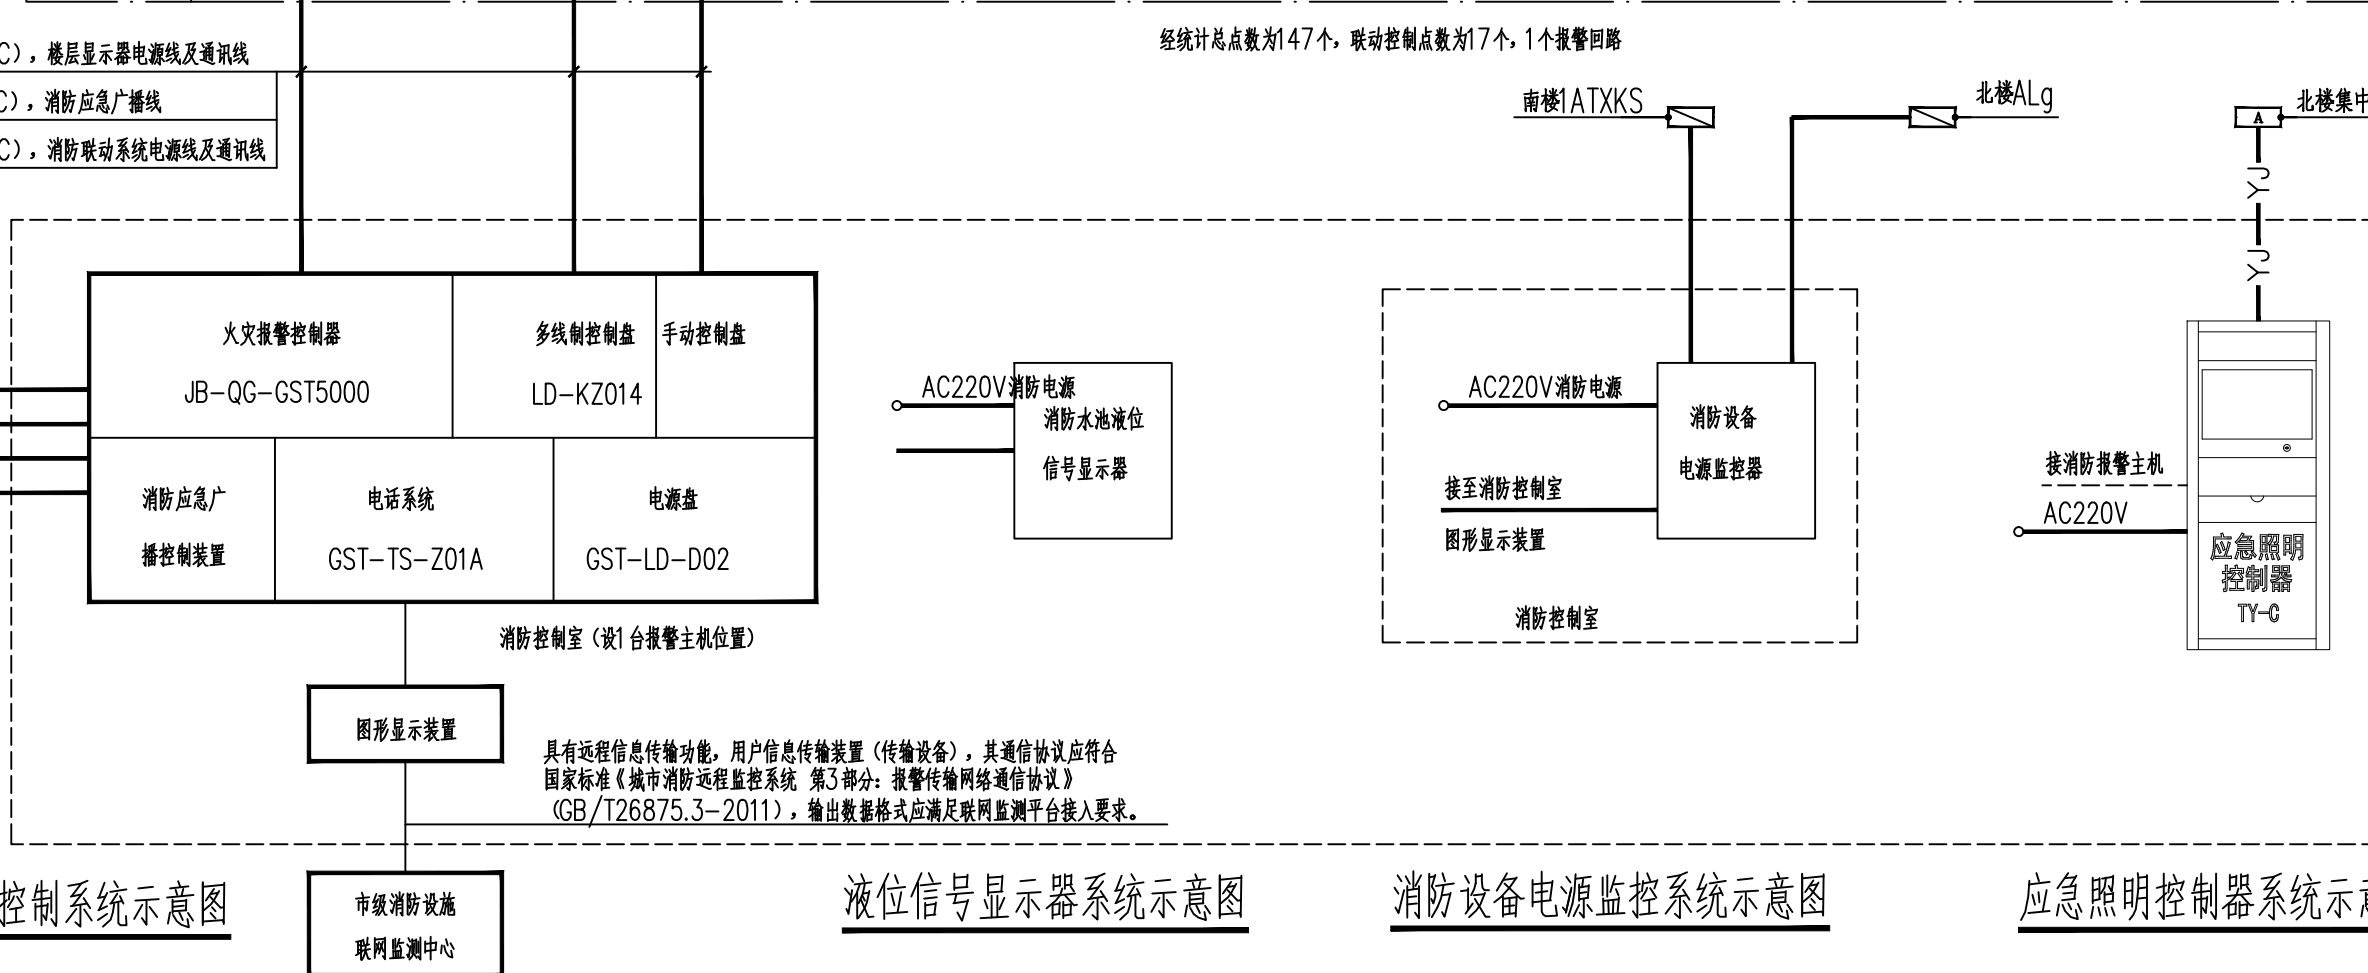 C），楼层显示器电源线及通讯线
C），消防应急广播线
C），消防联动系统电源线及通讯线
经统计总点数为147个，联动控制点数为17个，1个报警回路
南楼1ATXKS
北楼ALg
A
北楼集中
YJ
YJ
火灾报警控制器
JB-QG-GST5000
多线制控制盘
LD-KZ014
手动控制盘
消防应急广
播控制装置
电话系统
GST-TS-Z01A
电源盘
GST-LD-D02
消防控制室（设1台报警主机位置）
图形显示装置
具有远程信息传输功能，用户信息传输装置（传输设备），其通信协议应符合
国家标准《城市消防远程监控系统 第3部分：报警传输网络通信协议》
（GB/T26875.3-2011），输出数据格式应满足联网监测平台接入要求。
市级消防设施
联网监测中心
AC220V消防电源
消防水池液位
信号显示器
AC220V消防电源
消防设备
电源监控器
接至消防控制室
图形显示装置
消防控制室
接消防报警主机
AC220V
应急照明
控制器
TY-C
控制系统示意图
液位信号显示器系统示意图
消防设备电源监控系统示意图
应急照明控制器系统示意